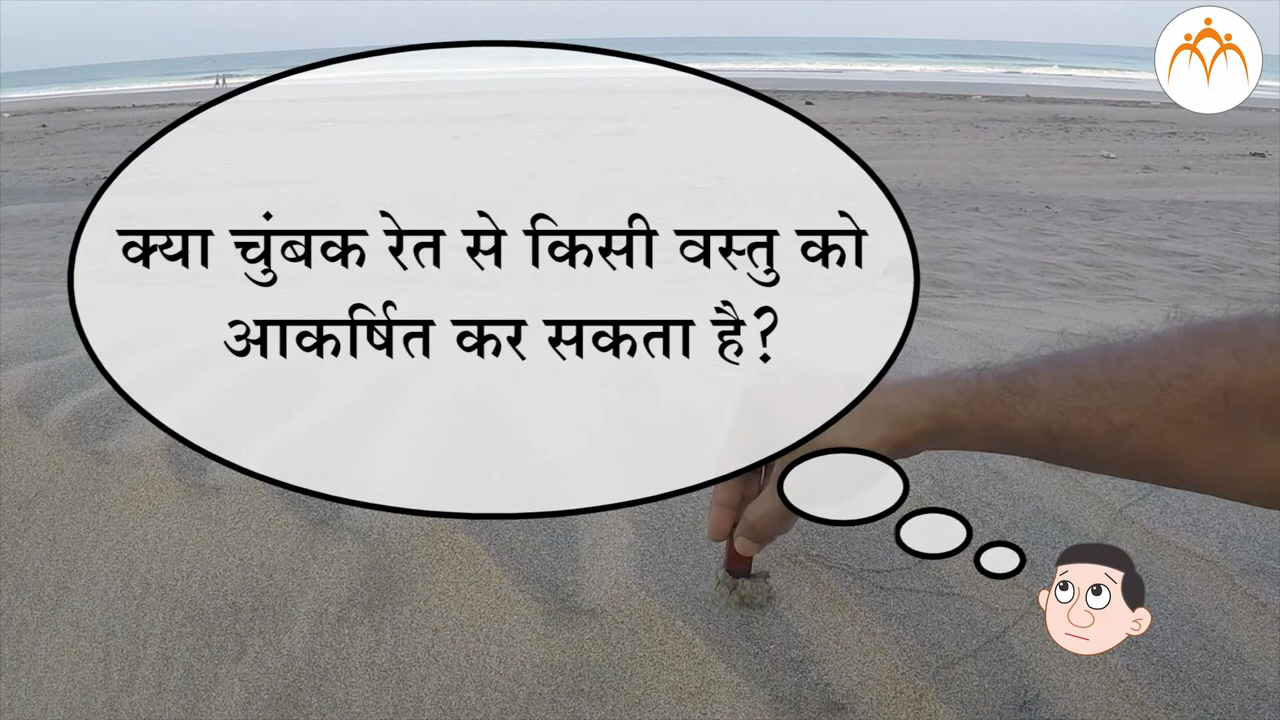 क्या चुंबक रेत से किसी वस्तु को
आकर्षित कर सकता है?